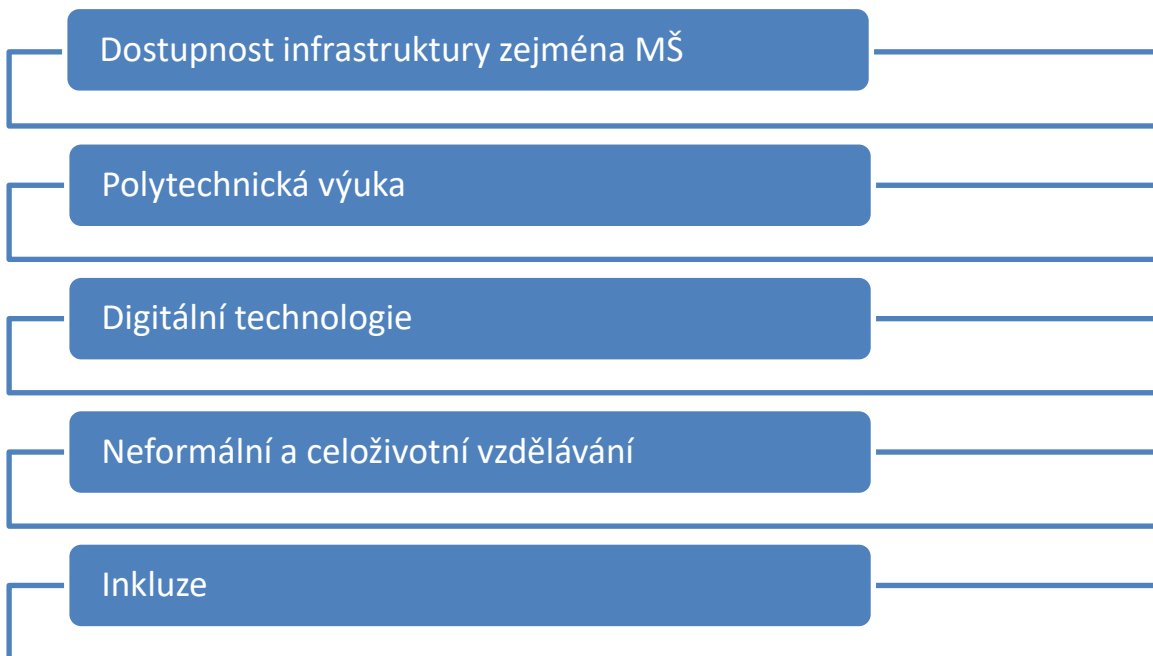 Dostupnost infrastruktury zejména MŠ
Polytechnická výuka
Digitální technologie
Neformální a celoživotní vzdělávání
Inkluze